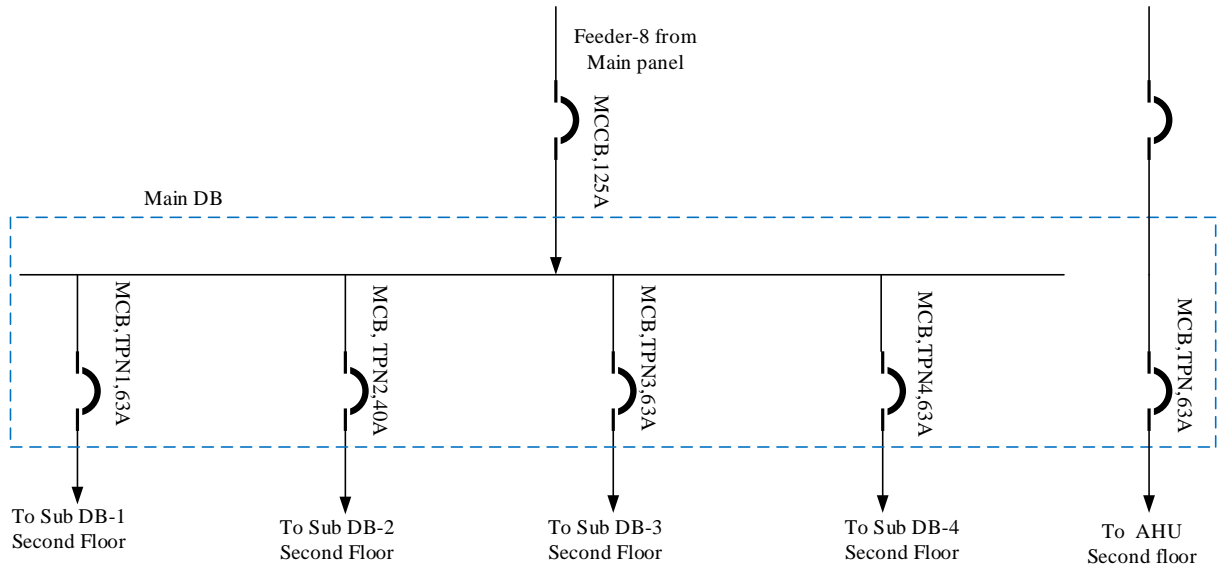 Feeder-8 from
Main panel
MCCB,125A
Main DB
MCB,TPN1,63A
MCB, TPN2,40A
MCB,TPN3,63A
MCB,TPN4,63A
MCB,TPN,63A
To Sub DB-1
Second Floor
To Sub DB-2
Second Floor
To Sub DB-3
Second Floor
To Sub DB-4
Second Floor
To AHU
Second floor